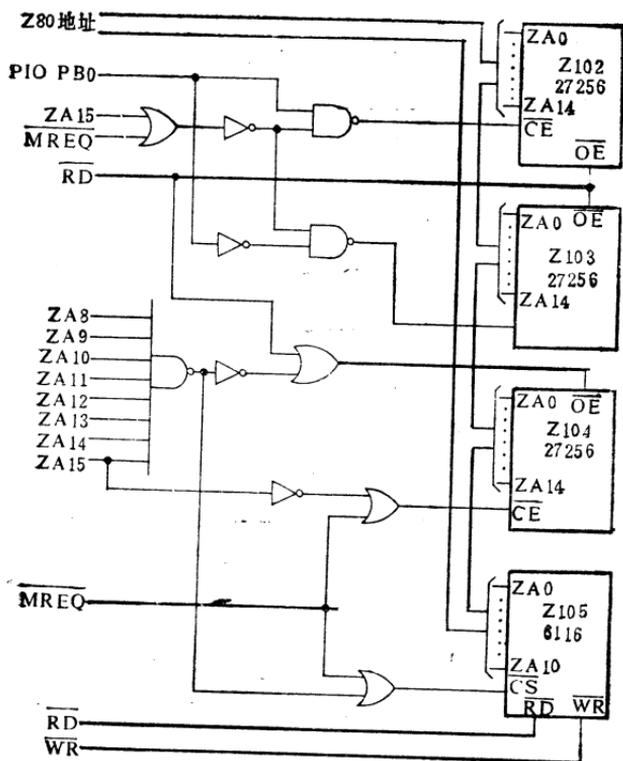 Z80地址
PIO PB0
ZA15
MREQ
RD
ZA8
ZA9
ZA10
ZA11
ZA12
ZA13
ZA14
ZA15
MREQ
RD
WR
ZA0
Z102
27256
ZA14
CE
OE
ZA0
OE
Z103
27256
ZA14
ZA0
OE
Z104
27256
ZA14
CE
ZA0
Z105
6116
ZA10
CS
RD
WR